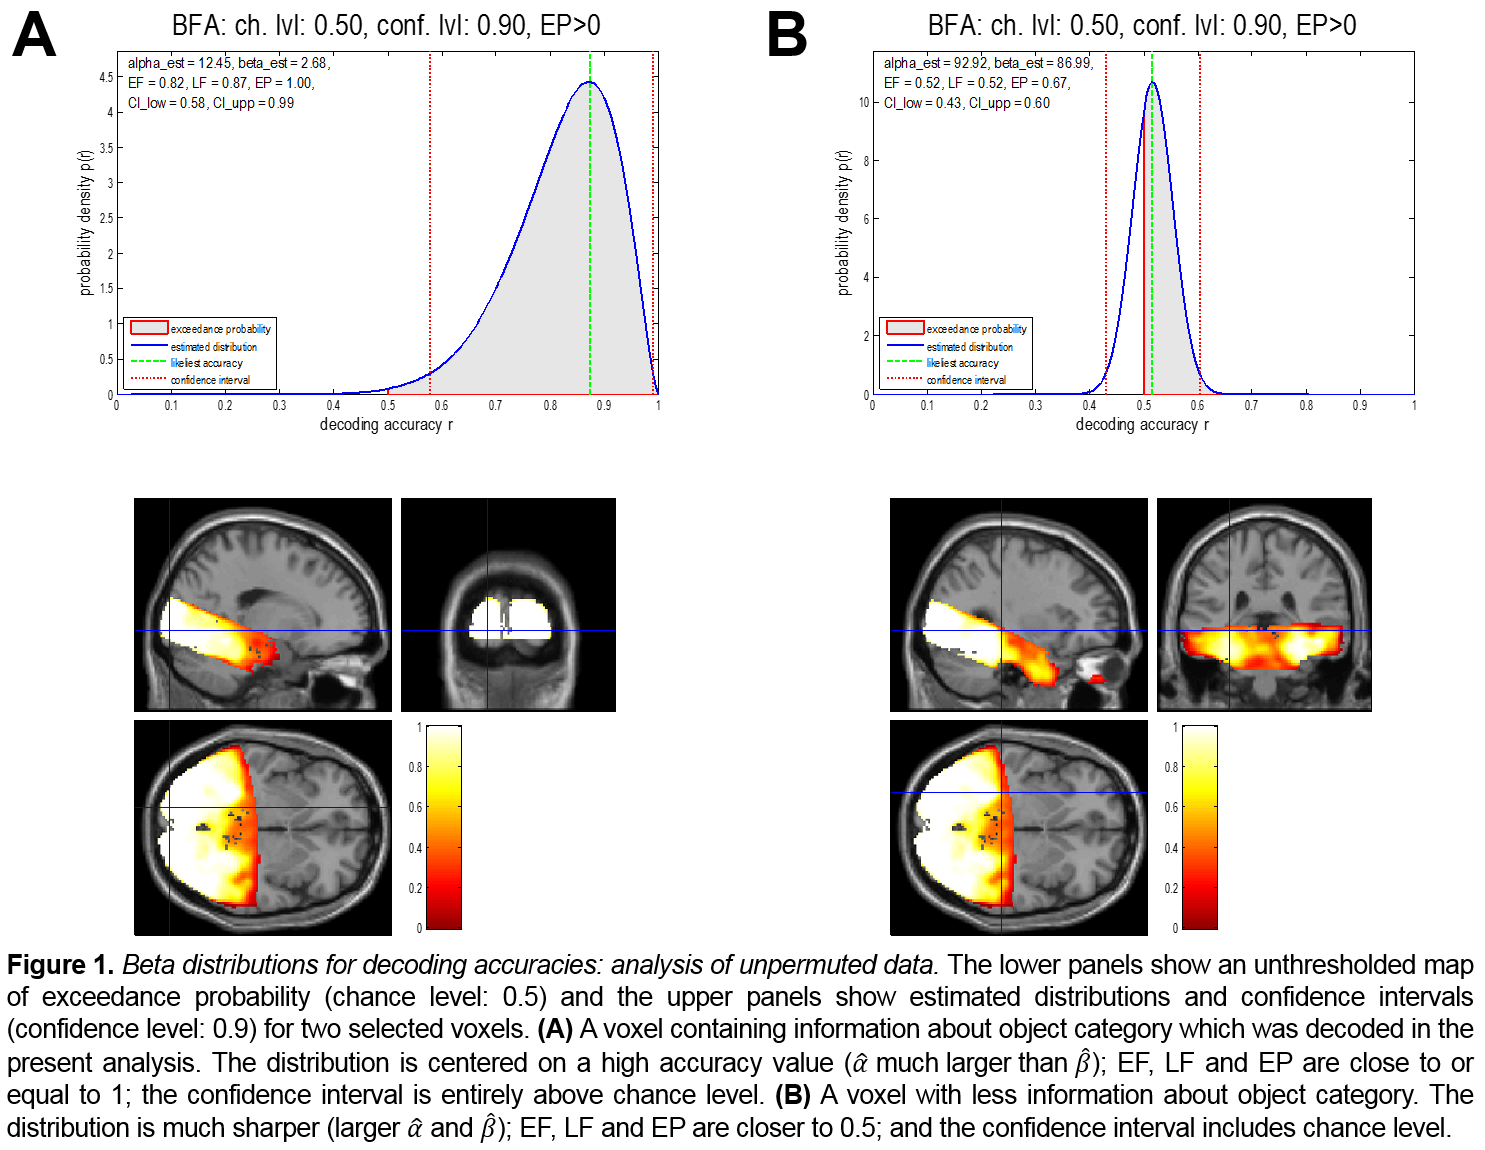 A
BFA: ch. lvl: 0.50, conf. lvl: 0.90, EP>0
alpha_est = 12.45, beta_est = 2.68,
EF = 0.82, LF = 0.87, EP = 1.00,
CI_low = 0.58, CI_upp = 0.99
probability density p(r)
4.5
4
3.5
3
2.5
2
1.5
1
0.5
0
exceedance probability
estimated distribution
likeliest accuracy
confidence interval
0 0.1 0.2 0.3 0.4 0.5 0.6 0.7 0.8 0.9 1
decoding accuracy r
1
0.8
0.6
0.4
0.2
0
B
BFA: ch. lvl: 0.50, conf. lvl: 0.90, EP>0
alpha_est = 92.92, beta_est = 86.99,
EF = 0.52, LF = 0.52, EP = 0.67,
CI_low = 0.43, CI_upp = 0.60
probability density p(r)
10
8
6
4
2
0
exceedance probability
estimated distribution
likeliest accuracy
confidence interval
0 0.1 0.2 0.3 0.4 0.5 0.6 0.7 0.8 0.9 1
decoding accuracy r
1
0.8
0.6
0.4
0.2
0
Figure 1. Beta distributions for decoding accuracies: analysis of unpermuted data. The lower panels show an unthresholded map
of exceedance probability (chance level: 0.5) and the upper panels show estimated distributions and confidence intervals
(confidence level: 0.9) for two selected voxels. (A) A voxel containing information about object category which was decoded in the
present analysis. The distribution is centered on a high accuracy value (α̂ much larger than β̂); EF, LF and EP are close to or
equal to 1; the confidence interval is entirely above chance level. (B) A voxel with less information about object category. The
distribution is much sharper (larger α̂ and β̂); EF, LF and EP are closer to 0.5; and the confidence interval includes chance level.